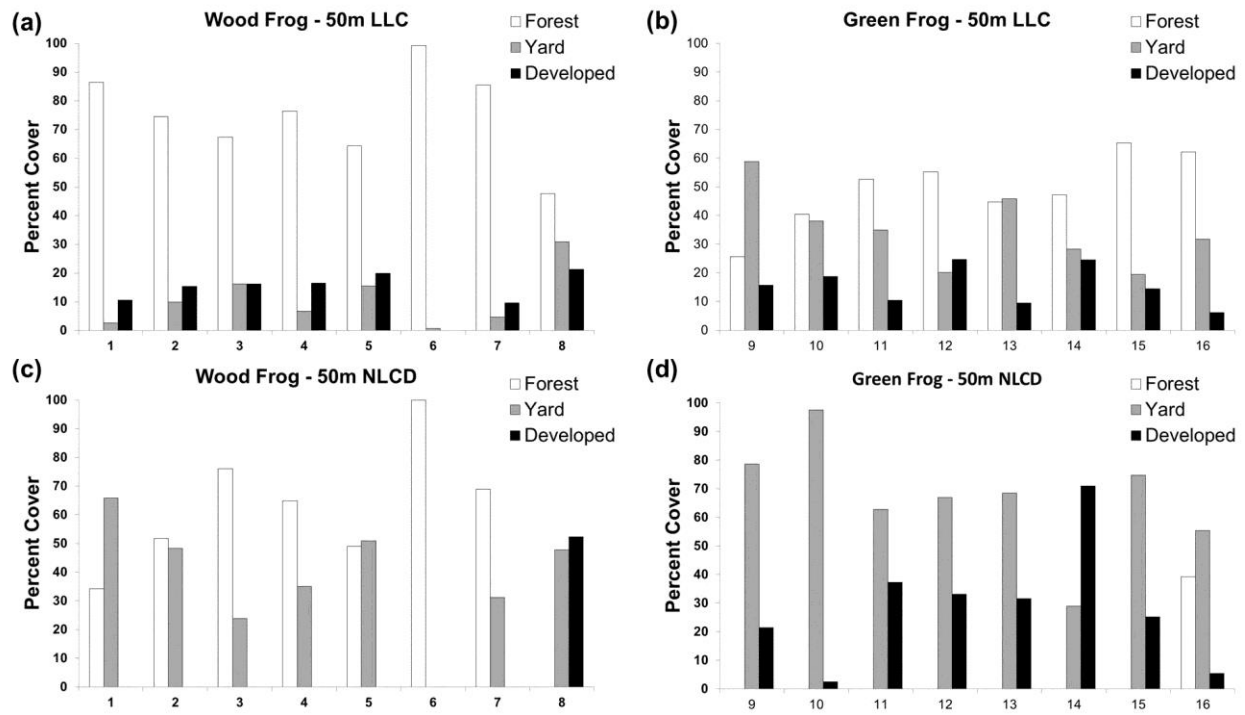 (a)
Wood Frog - 50m LLC
Forest
Yard
Developed
Percent Cover
100
90
80
70
60
50
40
30
20
10
0
1 2 3 4 5 6 7 8
(b)
Green Frog - 50m LLC
Forest
Yard
Developed
Percent Cover
100
90
80
70
60
50
40
30
20
10
0
9 10 11 12 13 14 15 16
(c)
Wood Frog - 50m NLCD
Forest
Yard
Developed
Percent Cover
100
90
80
70
60
50
40
30
20
10
0
1 2 3 4 5 6 7 8
(d)
Green Frog - 50m NLCD
Forest
Yard
Developed
Percent Cover
100
90
80
70
60
50
40
30
20
10
0
9 10 11 12 13 14 15 16